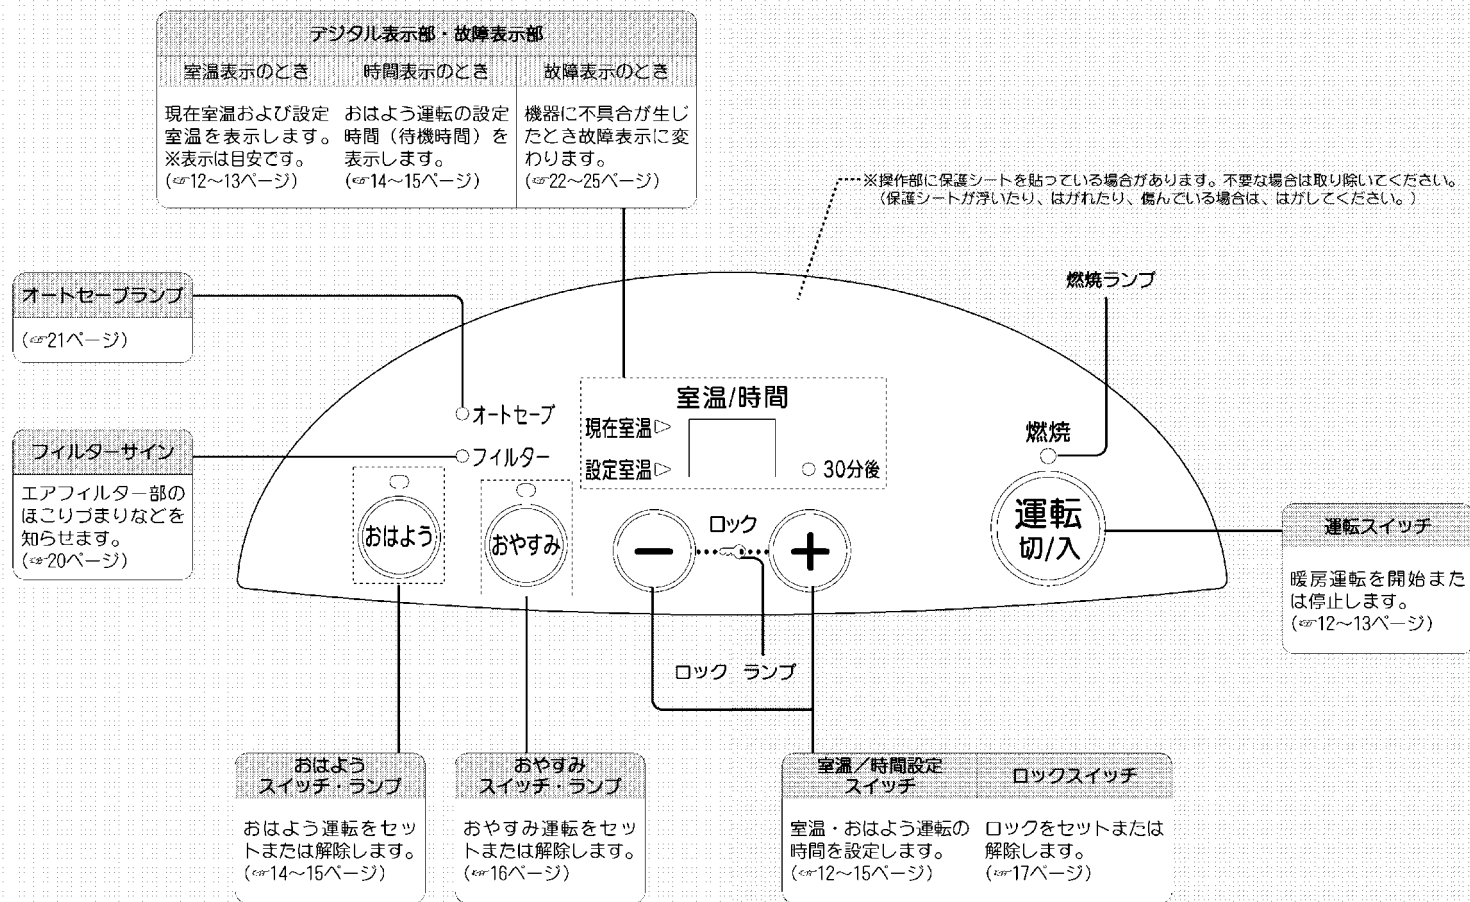 デジタル表示部・故障表示部
室温表示のとき
現在室温および設定
室温を表示します。
※表示は目安です。
(☞12〜13ページ)
時間表示のとき
おはよう運転の設定
時間（待機時間）を
表示します。
(☞14〜15ページ)
故障表示のとき
機器に不具合が生じ
たとき故障表示に変
わります。
(☞22〜25ページ)
※操作部に保護シートを貼っている場合があります。不要な場合は取り除いてください。
（保護シートが浮いたり、はがれたり、傷んでいる場合は、はがしてください。）
オートセーブランプ
(☞21ページ)
燃焼ランプ
フィルターサイン
エアフィルター部の
ほこりづまりなどを
知らせます。
(☞20ページ)
オートセーブ
フィルター
室温/時間
現在室温▷
設定室温▷
30分後
燃焼
おはよう
おやすみ
−
ロック
+
運転
切/入
運転スイッチ
暖房運転を開始また
は停止します。
(☞12〜13ページ)
ロック ランプ
おはよう
スイッチ・ランプ
おはよう運転をセッ
トまたは解除します。
(☞14〜15ページ)
おやすみ
スイッチ・ランプ
おやすみ運転をセッ
トまたは解除します。
(☞16ページ)
室温／時間設定
スイッチ
室温・おはよう運転の
時間を設定します。
(☞12〜15ページ)
ロックスイッチ
ロックをセットまたは
解除します。
(☞17ページ)